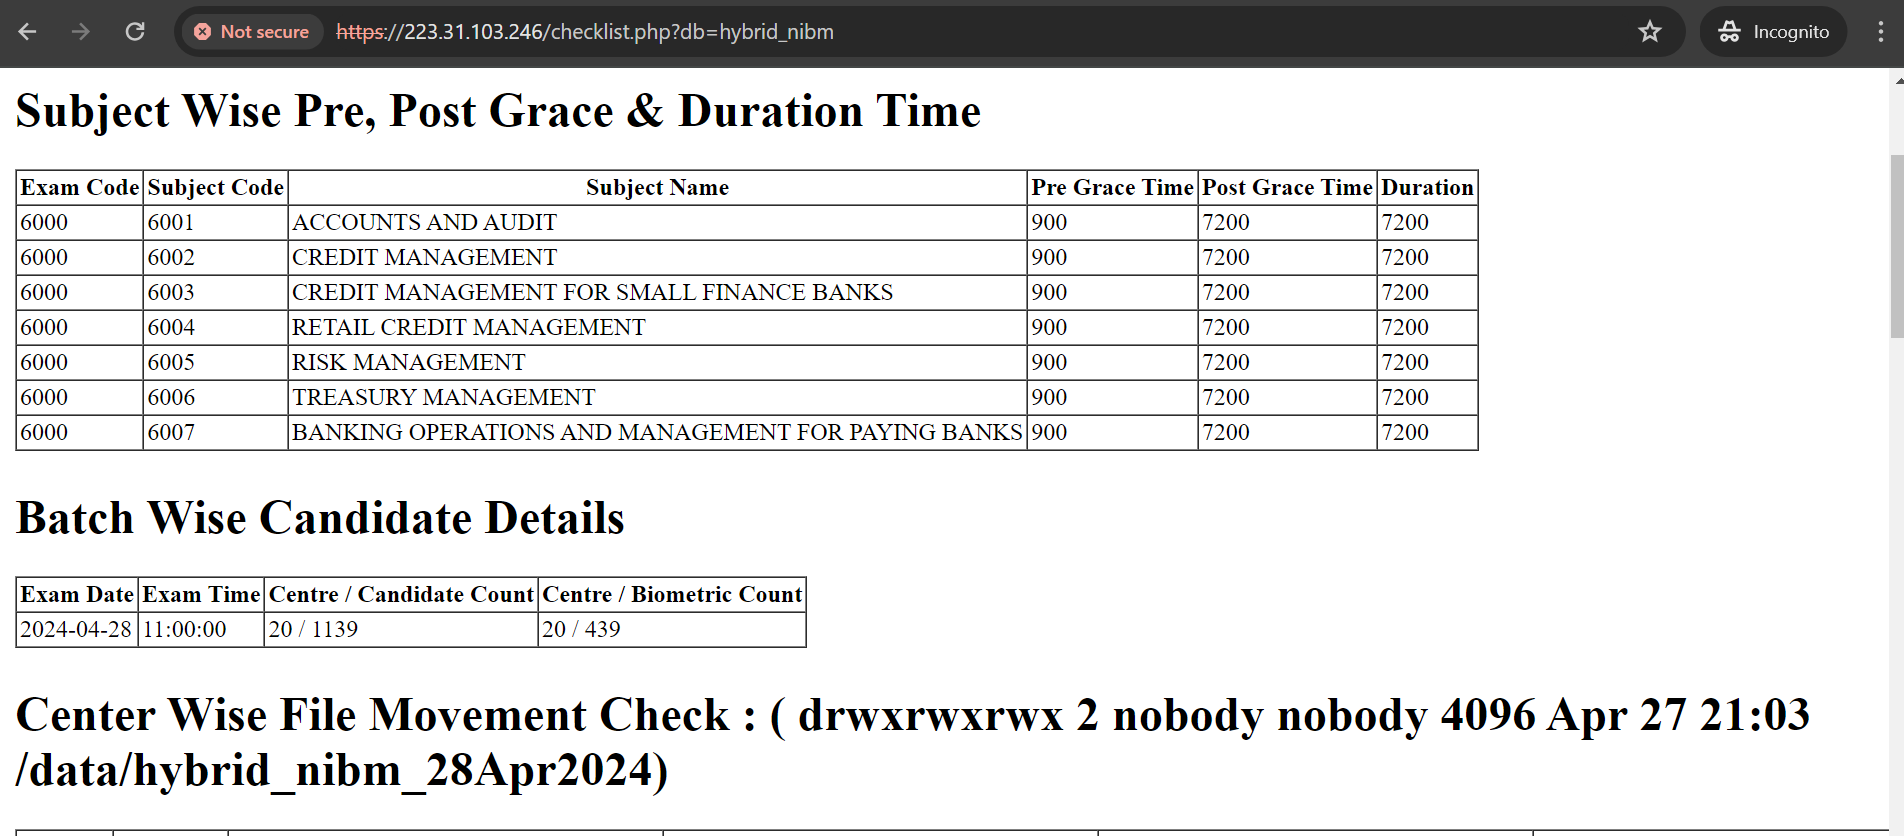 Not secure https://223.31.103.246/checklist.php?db=hybrid_nibm Incognito
Subject Wise Pre, Post Grace & Duration Time
Exam Code Subject Code Subject Name Pre Grace Time Post Grace Time Duration
6000 6001 ACCOUNTS AND AUDIT 900 7200 7200
6000 6002 CREDIT MANAGEMENT 900 7200 7200
6000 6003 CREDIT MANAGEMENT FOR SMALL FINANCE BANKS 900 7200 7200
6000 6004 RETAIL CREDIT MANAGEMENT 900 7200 7200
6000 6005 RISK MANAGEMENT 900 7200 7200
6000 6006 TREASURY MANAGEMENT 900 7200 7200
6000 6007 BANKING OPERATIONS AND MANAGEMENT FOR PAYING BANKS 900 7200 7200
Batch Wise Candidate Details
Exam Date Exam Time Centre / Candidate Count Centre / Biometric Count
2024-04-28 11:00:00 20 / 1139 20 / 439
Center Wise File Movement Check : ( drwxrwxrwx 2 nobody nobody 4096 Apr 27 21:03
/data/hybrid_nibm_28Apr2024)